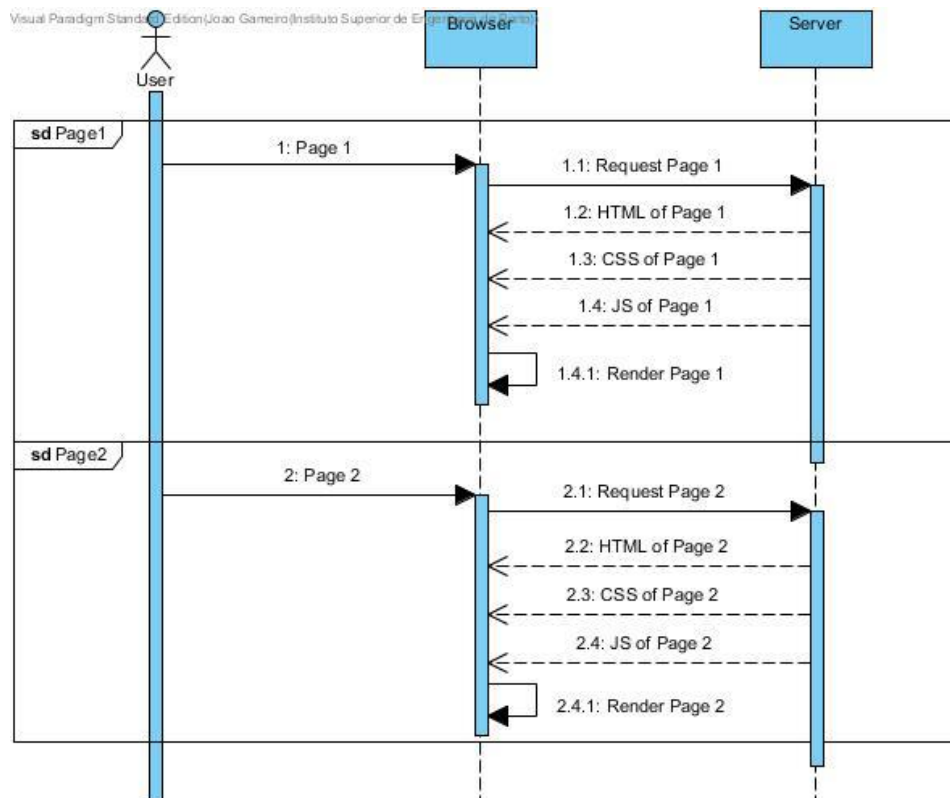 Visual Paradigm Standard Edition(Joao Gameiro(Instituto Superior de Engenharia do Porto))
Browser
Server
User
sd Page1
1: Page 1
1.1: Request Page 1
1.2: HTML of Page 1
1.3: CSS of Page 1
1.4: JS of Page 1
1.4.1: Render Page 1
sd Page2
2: Page 2
2.1: Request Page 2
2.2: HTML of Page 2
2.3: CSS of Page 2
2.4: JS of Page 2
2.4.1: Render Page 2